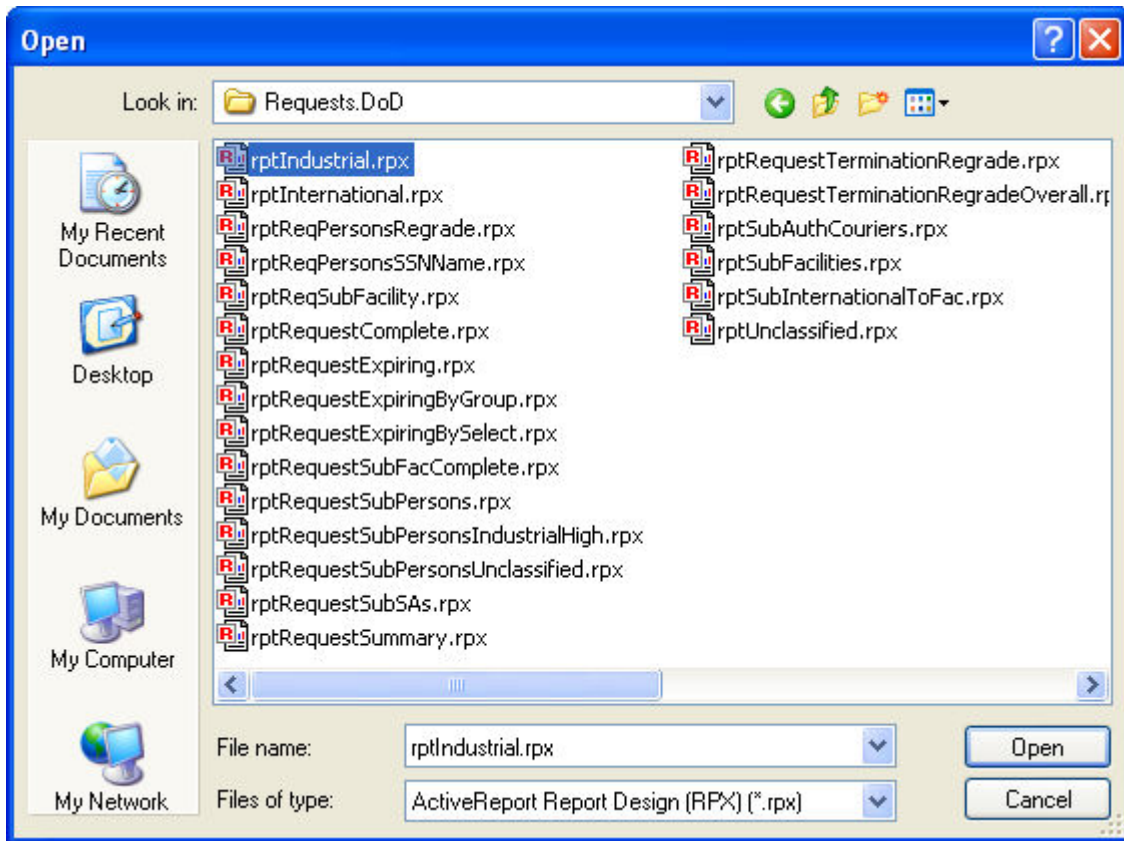 Open
Look in:
Requests.DoD
My Recent
Documents
Desktop
My Documents
My Computer
My Network
rptIndustrial.rpx
rptInternational.rpx
rptReqPersonsRegrade.rpx
rptReqPersonsSSNName.rpx
rptReqSubFacility.rpx
rptRequestComplete.rpx
rptRequestExpiring.rpx
rptRequestExpiringByGroup.rpx
rptRequestExpiringBySelect.rpx
rptRequestSubFacComplete.rpx
rptRequestSubPersons.rpx
rptRequestSubPersonsIndustrialHigh.rpx
rptRequestSubPersonsUnclassified.rpx
rptRequestSubSAs.rpx
rptRequestSummary.rpx
rptRequestTerminationRegrade.rpx
rptRequestTerminationRegradeOverall.rp
rptSubAuthCouriers.rpx
rptSubFacilities.rpx
rptSubInternationalToFac.rpx
rptUnclassified.rpx
File name:
rptIndustrial.rpx
Open
Files of type:
ActiveReport Report Design (RPX) (*.rpx)
Cancel